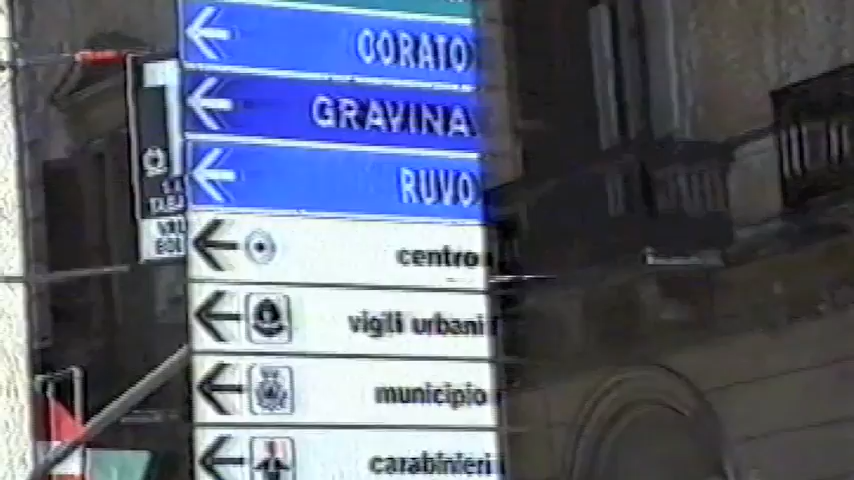 CORATO
GRAVINA
RUVO
centro
vigili urbani
municipio
carabinieri
T